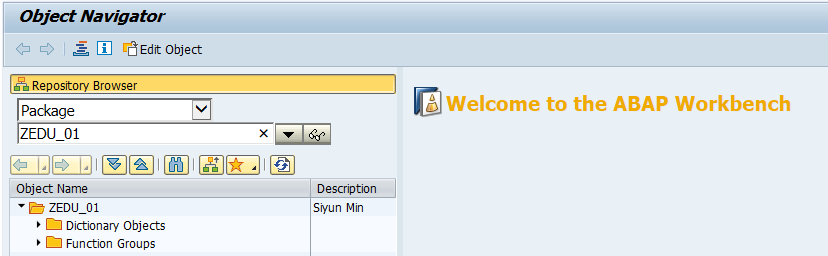 Object Navigator
Edit Object
Repository Browser
Package
ZEDU_01
Object Name Description
ZEDU_01 Siyun Min
Dictionary Objects
Function Groups
Welcome to the ABAP Workbench